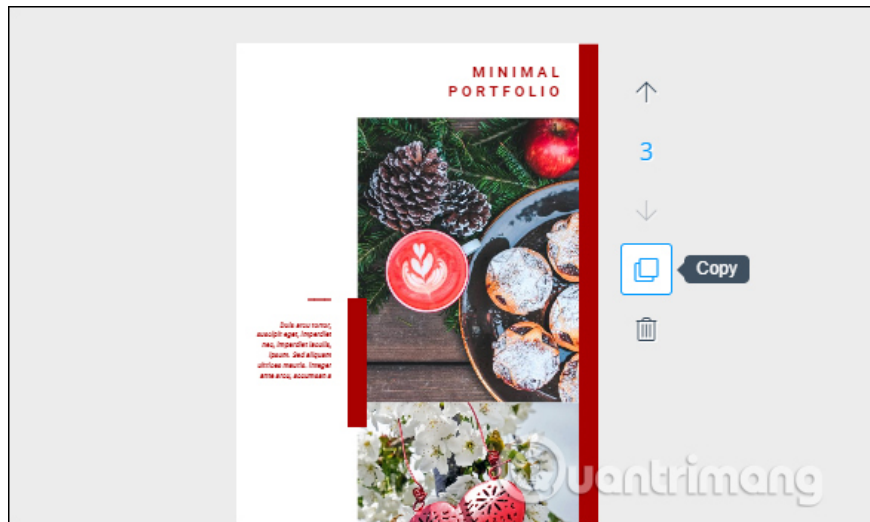 MINIMAL
PORTFOLIO
3
Copy
Duis arcu tortor,
suscipit eget, imperdiet
nec, imperdiet iaculis,
ipsum. Sed aliquam
ultrices mauris. Integer
ante arcu, accumsan a
Quantrimang